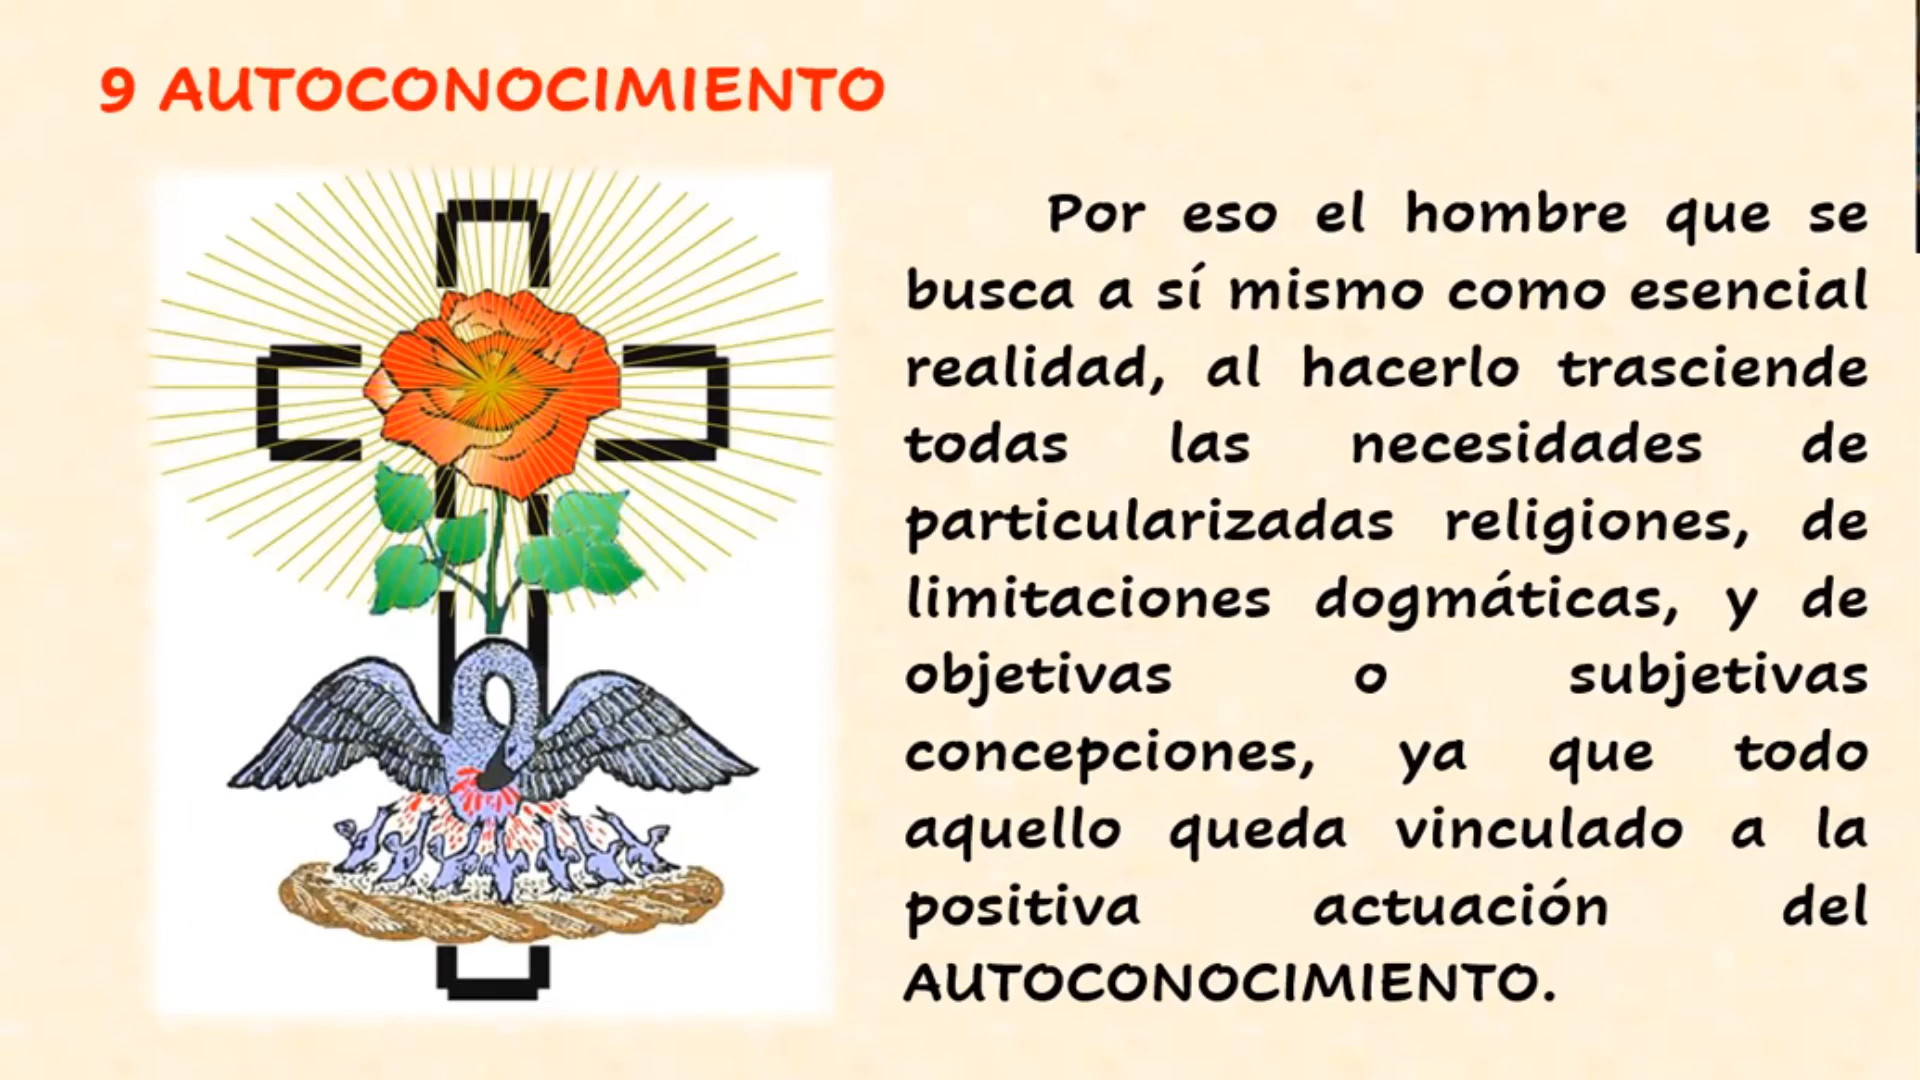 9 AUTOCONOCIMIENTO
Por eso el hombre que se
busca a sí mismo como esencial
realidad, al hacerlo trasciende
todas las necesidades de
particularizadas religiones, de
limitaciones dogmáticas, y de
objetivas o subjetivas
concepciones, ya que todo
aquello queda vinculado a la
positiva actuación del
AUTOCONOCIMIENTO.